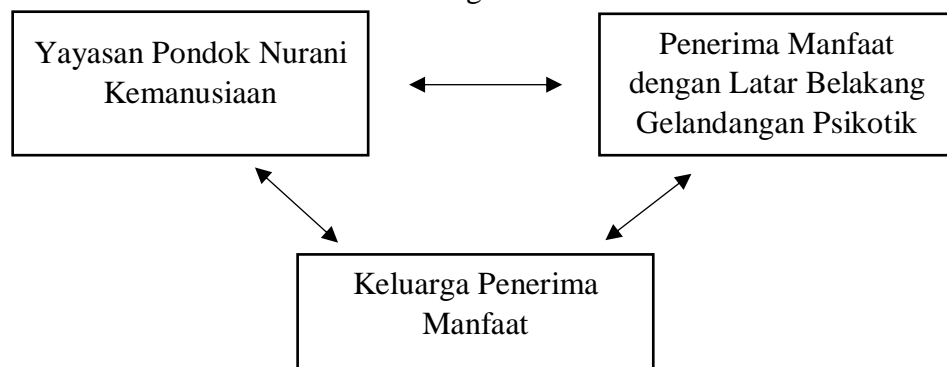 Yayasan Pondok Nurani
Kemanusiaan
Penerima Manfaat
dengan Latar Belakang
Gelandangan Psikotik
Keluarga Penerima
Manfaat